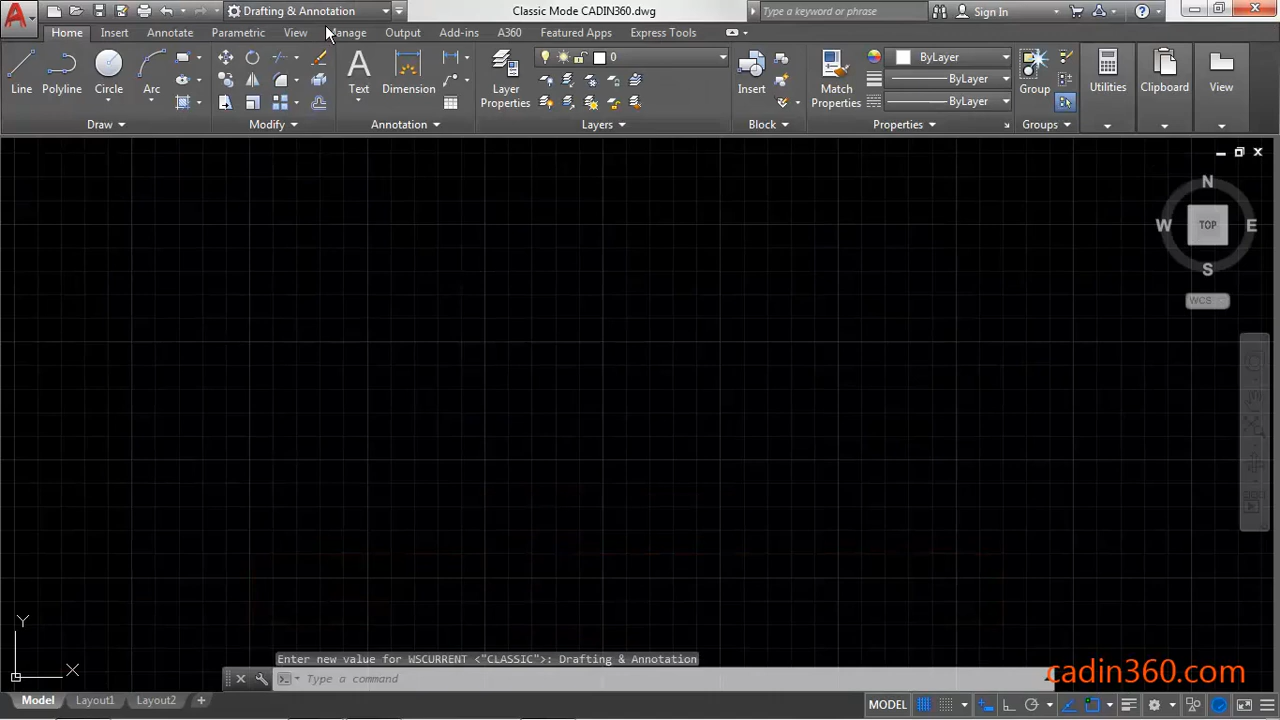 Drafting & Annotation
Classic Mode CADIN360.dwg
Type a keyword or phrase
Sign In
Home Insert Annotate Parametric View Manage Output Add-ins A360 Featured Apps Express Tools
Line Polyline Circle Arc
Draw
Modify
Text Dimension
Annotation
Layer
Properties
0
Layers
Insert
Block
Match
Properties
ByLayer
ByLayer
ByLayer
Properties
Group
Groups
Utilities
Clipboard
View
N
W TOP E
S
WCS
Y
X
Enter new value for WSCURRENT <"CLASSIC">: Drafting & Annotation
Type a command
cadin360.com
Model Layout1 Layout2 +
MODEL